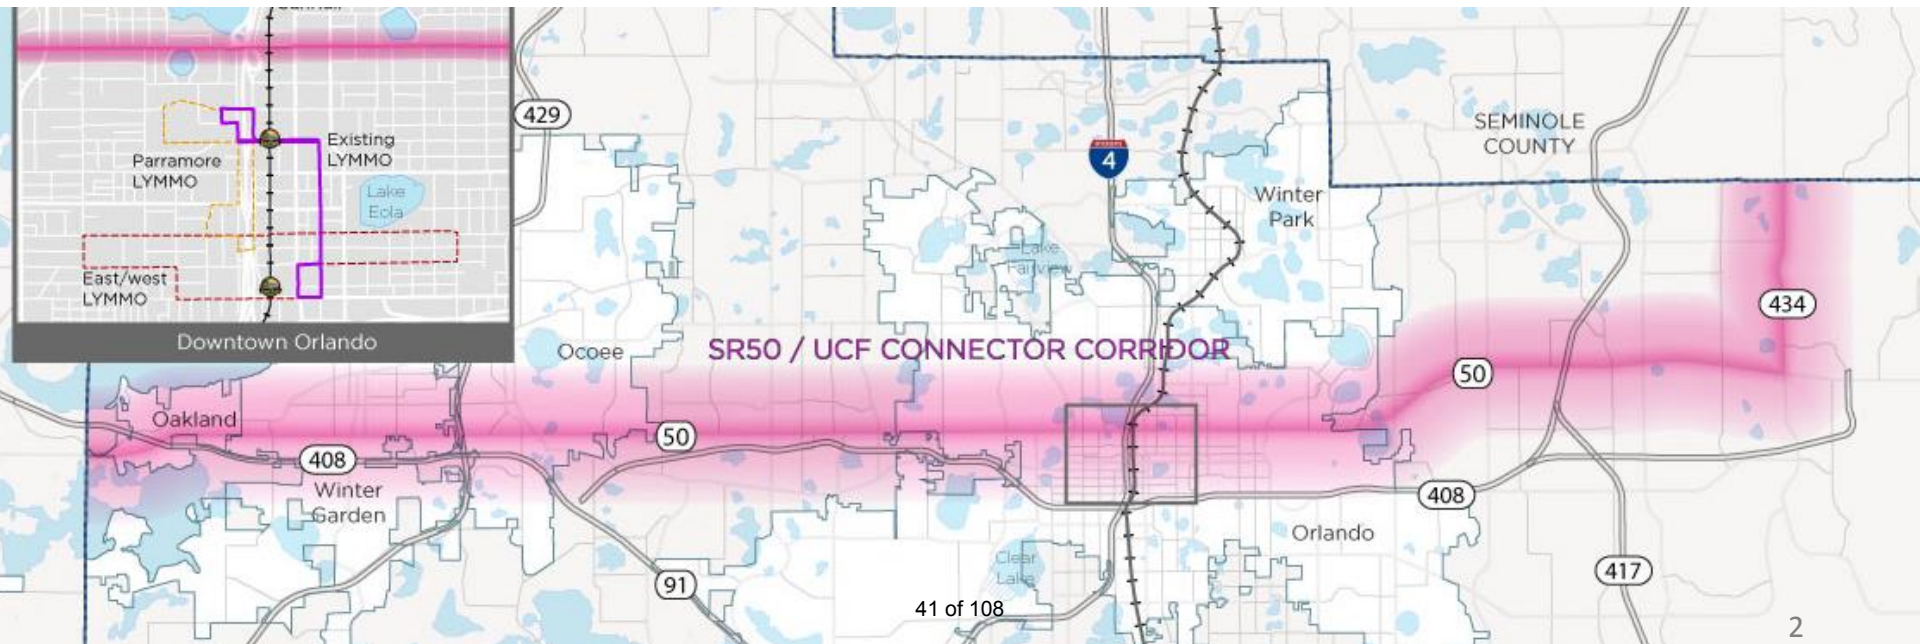 Parramore
LYMMO
Existing
LYMMO
Lake
Eola
East/west
LYMMO
Downtown Orlando
429
4
SEMINOLE
COUNTY
Winter
Park
Lake
Fairview
434
Ocoee
SR50 / UCF CONNECTOR CORRIDOR
50
Oakland
50
408
Winter
Garden
408
Orlando
Clear
Lake
91
417
41 of 108
2